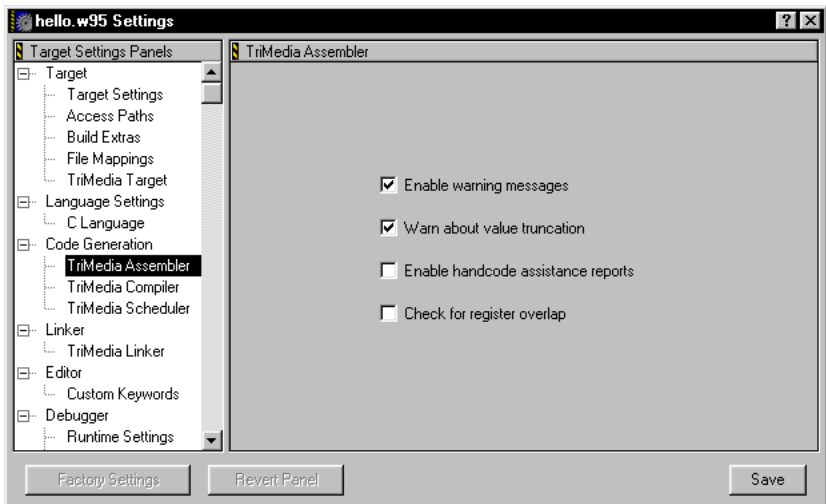 hello.w95 Settings
Target Settings Panels
Target
Target Settings
Access Paths
Build Extras
File Mappings
TriMedia Target
Language Settings
C Language
Code Generation
TriMedia Assembler
TriMedia Compiler
TriMedia Scheduler
Linker
TriMedia Linker
Editor
Custom Keywords
Debugger
Runtime Settings
TriMedia Assembler
Enable warning messages
Warn about value truncation
Enable handcode assistance reports
Check for register overlap
Factory Settings
Revert Panel
Save